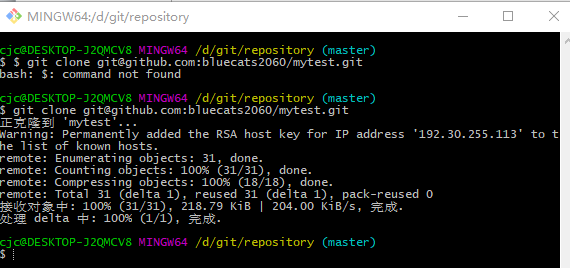 MINGW64:/d/git/repository
cjc@DESKTOP-J2QMCV8 MINGW64 /d/git/repository (master)
$ $ git clone git@github.com:bluecats2060/mytest.git
bash: $: command not found
cjc@DESKTOP-J2QMCV8 MINGW64 /d/git/repository (master)
$ git clone git@github.com:bluecats2060/mytest.git
正克隆到 'mytest'...
Warning: Permanently added the RSA host key for IP address '192.30.255.113' to t
he list of known hosts.
remote: Enumerating objects: 31, done.
remote: Counting objects: 100% (31/31), done.
remote: Compressing objects: 100% (18/18), done.
remote: Total 31 (delta 1), reused 31 (delta 1), pack-reused 0
接收对象中: 100% (31/31), 218.79 KiB | 204.00 KiB/s, 完成.
处理 delta 中: 100% (1/1), 完成.
cjc@DESKTOP-J2QMCV8 MINGW64 /d/git/repository (master)
$